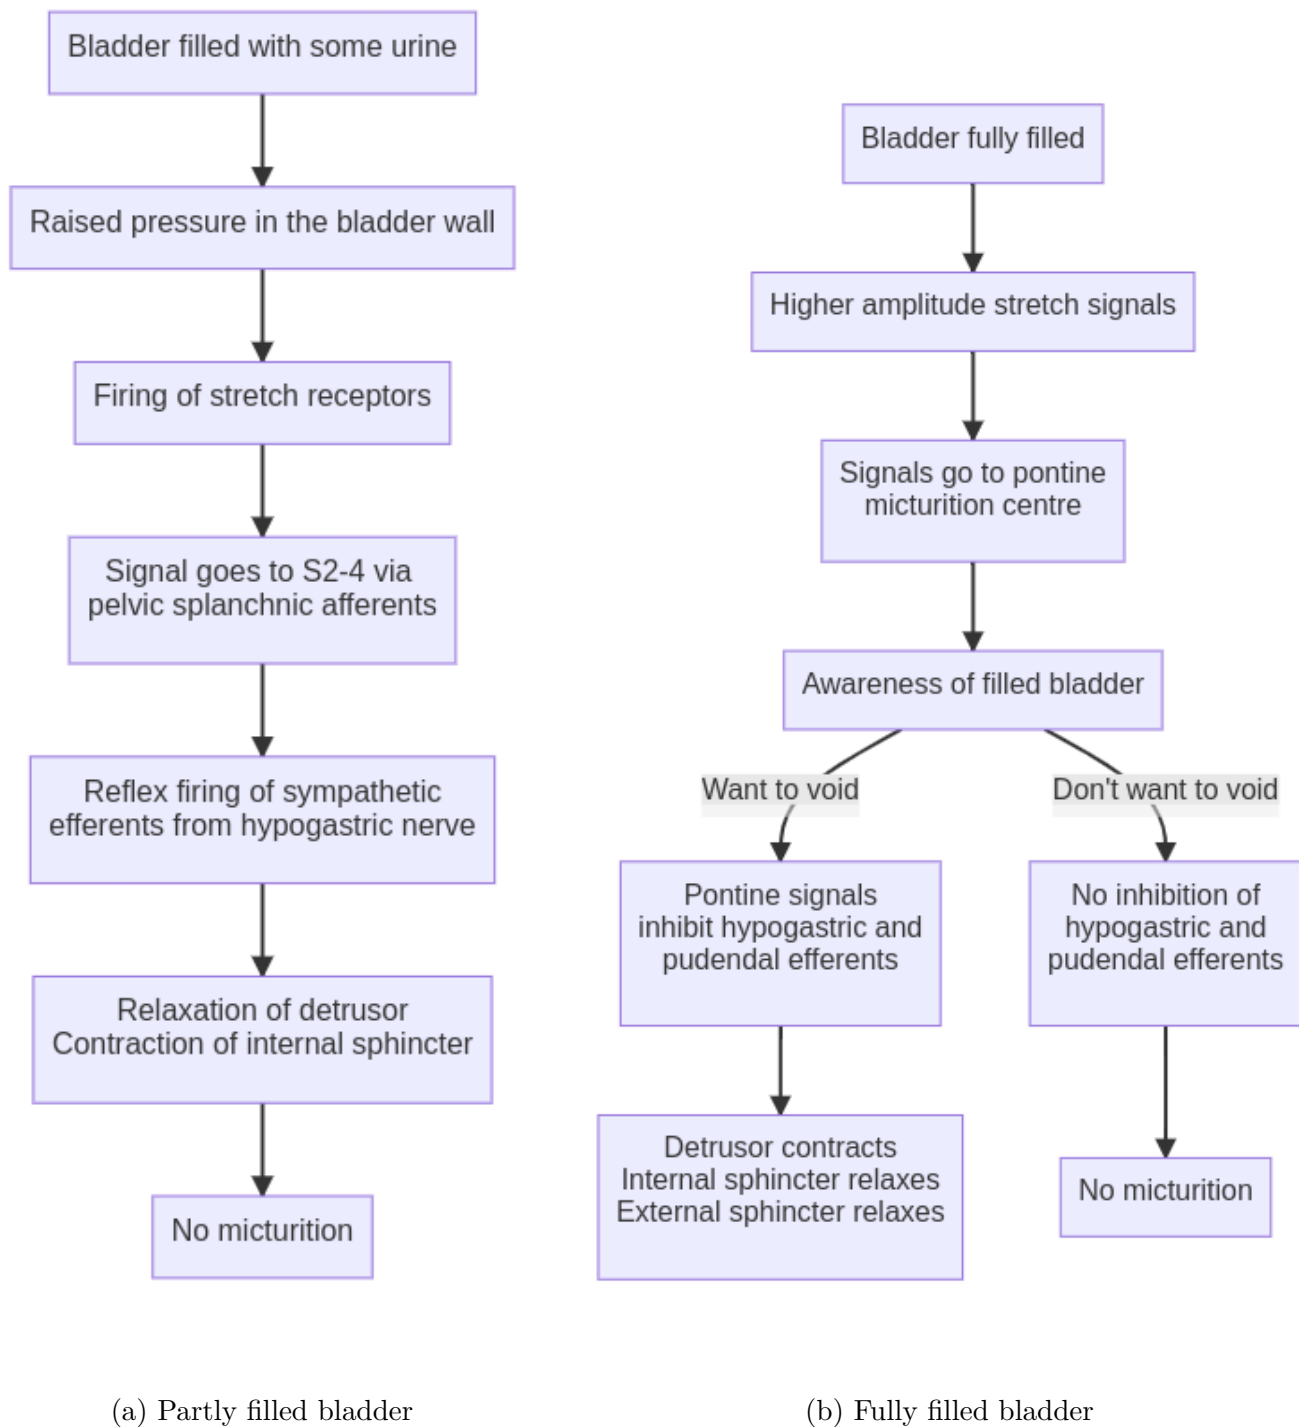 Bladder filled with some urine
Raised pressure in the bladder wall
Firing of stretch receptors
Signal goes to S2-4 via
pelvic splanchnic afferents
Reflex firing of sympathetic
efferents from hypogastric nerve
Relaxation of detrusor
Contraction of internal sphincter
No micturition
(a) Partly filled bladder
Bladder fully filled
Higher amplitude stretch signals
Signals go to pontine
micturition centre
Awareness of filled bladder
Want to void
Don't want to void
Pontine signals
inhibit hypogastric and
pudendal efferents
No inhibition of
hypogastric and
pudendal efferents
Detrusor contracts
Internal sphincter relaxes
External sphincter relaxes
No micturition
(b) Fully filled bladder